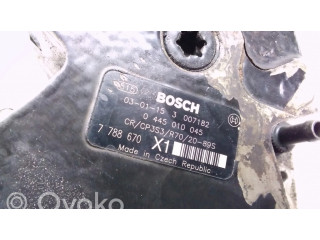 BOSCH
03-01-15 3 007182
0 445 010 045
CR/CP3S3/R70/20-89S
7 788 670 X1
Made in Czech Republic
Ovoko